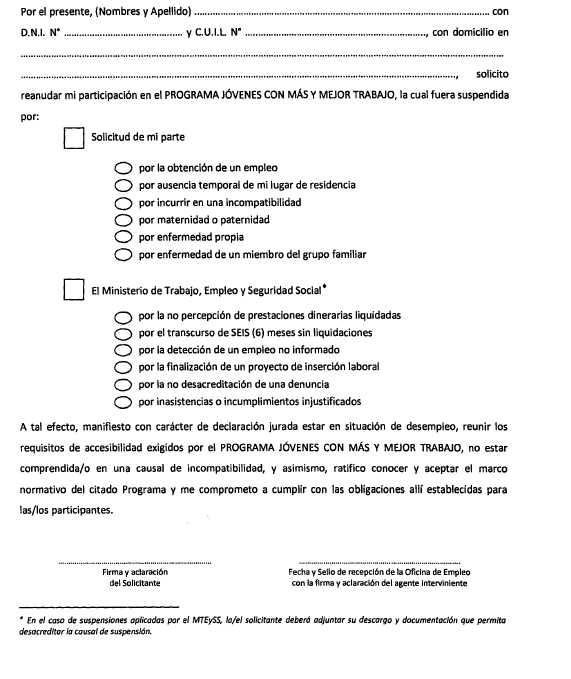 Por el presente, (Nombres y Apellido) ........................................................................................................ con
D.N.I. N° ............................................. y C.U.I.L. N° .................................................................., con domicilio en
....................................................................................................................................................................................
................................................................................................................................................................, solicito
reanudar mi participación en el PROGRAMA JÓVENES CON MÁS Y MEJOR TRABAJO, la cual fuera suspendida
por:
Solicitud de mi parte
por la obtención de un empleo
por ausencia temporal de mi lugar de residencia
por incurrir en una incompatibilidad
por maternidad o paternidad
por enfermedad propia
por enfermedad de un miembro del grupo familiar
El Ministerio de Trabajo, Empleo y Seguridad Social*
por la no percepción de prestaciones dinerarias liquidadas
por el transcurso de SEIS (6) meses sin liquidaciones
por la detección de un empleo no informado
por la finalización de un proyecto de inserción laboral
por la no desacreditación de una denuncia
por inasistencias o incumplimientos injustificados
A tal efecto, manifiesto con carácter de declaración jurada estar en situación de desempleo, reunir los
requisitos de accesibilidad exigidos por el PROGRAMA JÓVENES CON MÁS Y MEJOR TRABAJO, no estar
comprendida/o en una causal de incompatibilidad, y asimismo, ratifico conocer y aceptar el marco
normativo del citado Programa y me comprometo a cumplir con las obligaciones allí establecidas para
las/los participantes.
......................................................... ............................................................
Firma y aclaración Fecha y Sello de recepción de la Oficina de Empleo
del Solicitante con la firma y aclaración del agente interviniente
* En el caso de suspensiones aplicadas por el MTEySS, la/el solicitante deberá adjuntar su descargo y documentación que permita
desacreditar la causal de suspensión.